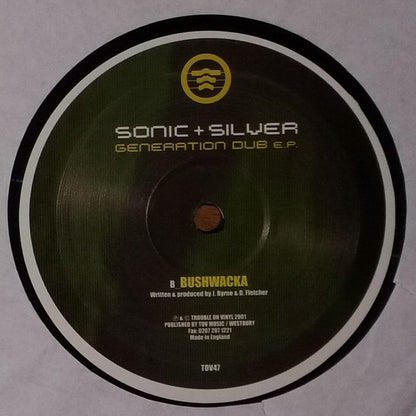 SONIC + SILVER
GENERATION DUB E.P.
B BUSHWACKA
Written & produced by J. Byrne & D. Fletcher
℗ & © TROUBLE ON VINYL 2001
PUBLISHED BY TOV MUSIC / WESTBURY
Fax: 0207 267 1221
Made in England
TOV47